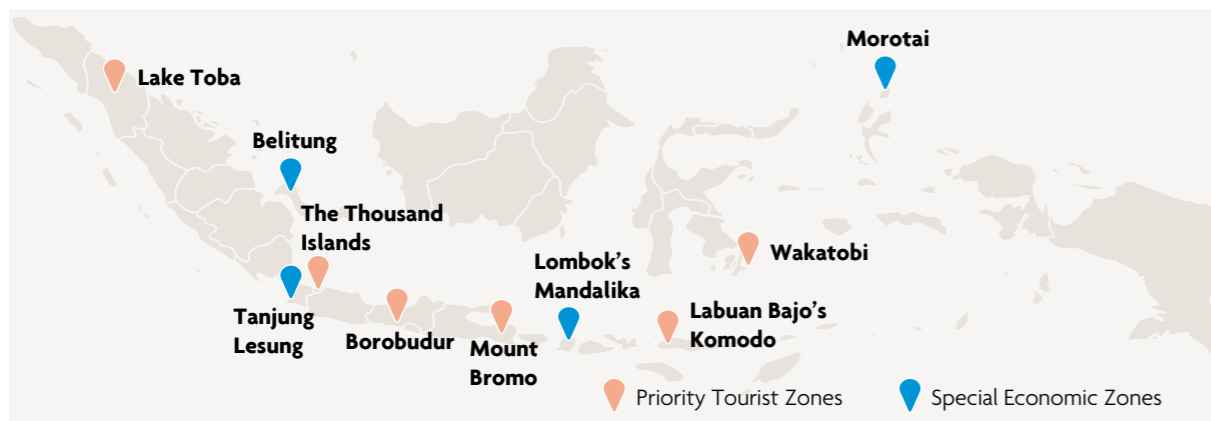 Morotai
Lake Toba
Belitung
The Thousand
Islands
Wakatobi
Lombok’s
Mandalika
Labuan Bajo’s
Komodo
Tanjung
Lesung
Borobudur
Mount
Bromo
Priority Tourist Zones
Special Economic Zones